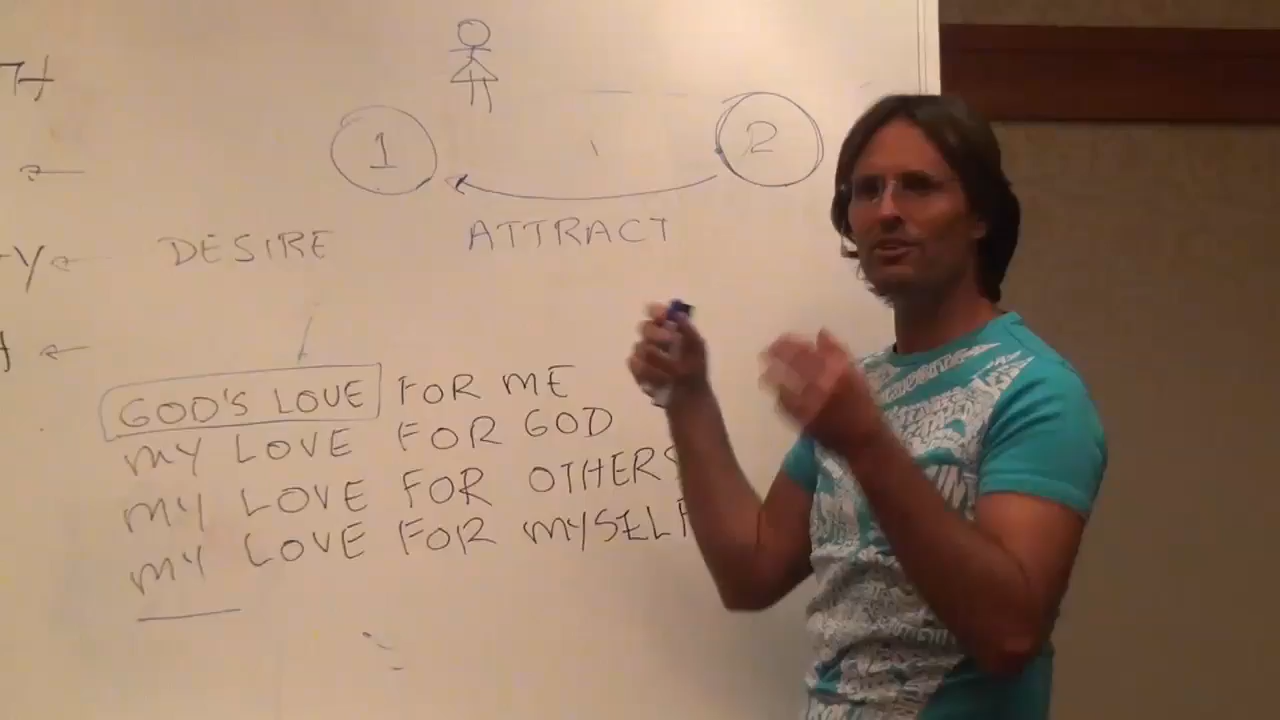 1
2
ATTRACT
DESIRE
GOD'S LOVE FOR ME
MY LOVE FOR GOD
MY LOVE FOR OTHERS
MY LOVE FOR MYSELF